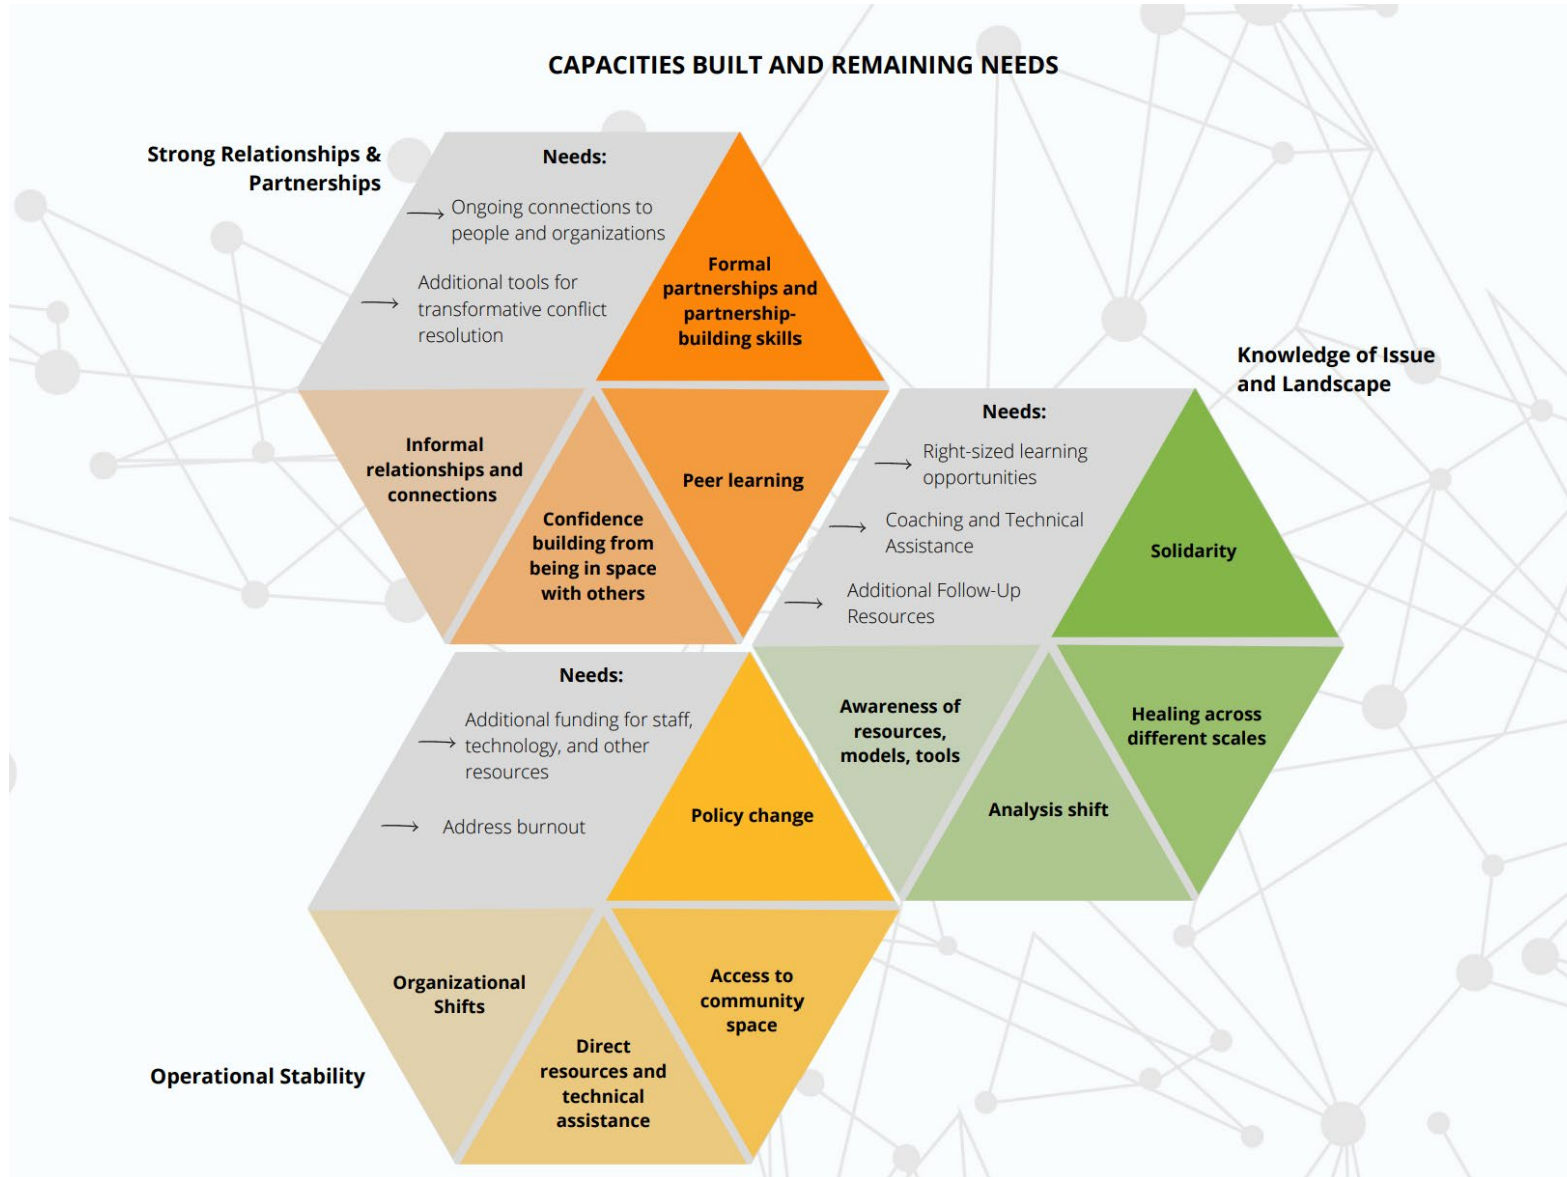 CAPACITIES BUILT AND REMAINING NEEDS
Strong Relationships &
Partnerships
Needs:
Ongoing connections to
people and organizations
Additional tools for
transformative conflict
resolution
Formal
partnerships and
partnership-
building skills
Informal
relationships and
connections
Confidence
building from
being in space
with others
Peer learning
Knowledge of Issue
and Landscape
Needs:
Right-sized learning
opportunities
Coaching and Technical
Assistance
Additional Follow-Up
Resources
Solidarity
Awareness of
resources,
models, tools
Analysis shift
Healing across
different scales
Operational Stability
Needs:
Additional funding for staff,
technology, and other
resources
Address burnout
Policy change
Organizational
Shifts
Direct
resources and
technical
assistance
Access to
community
space